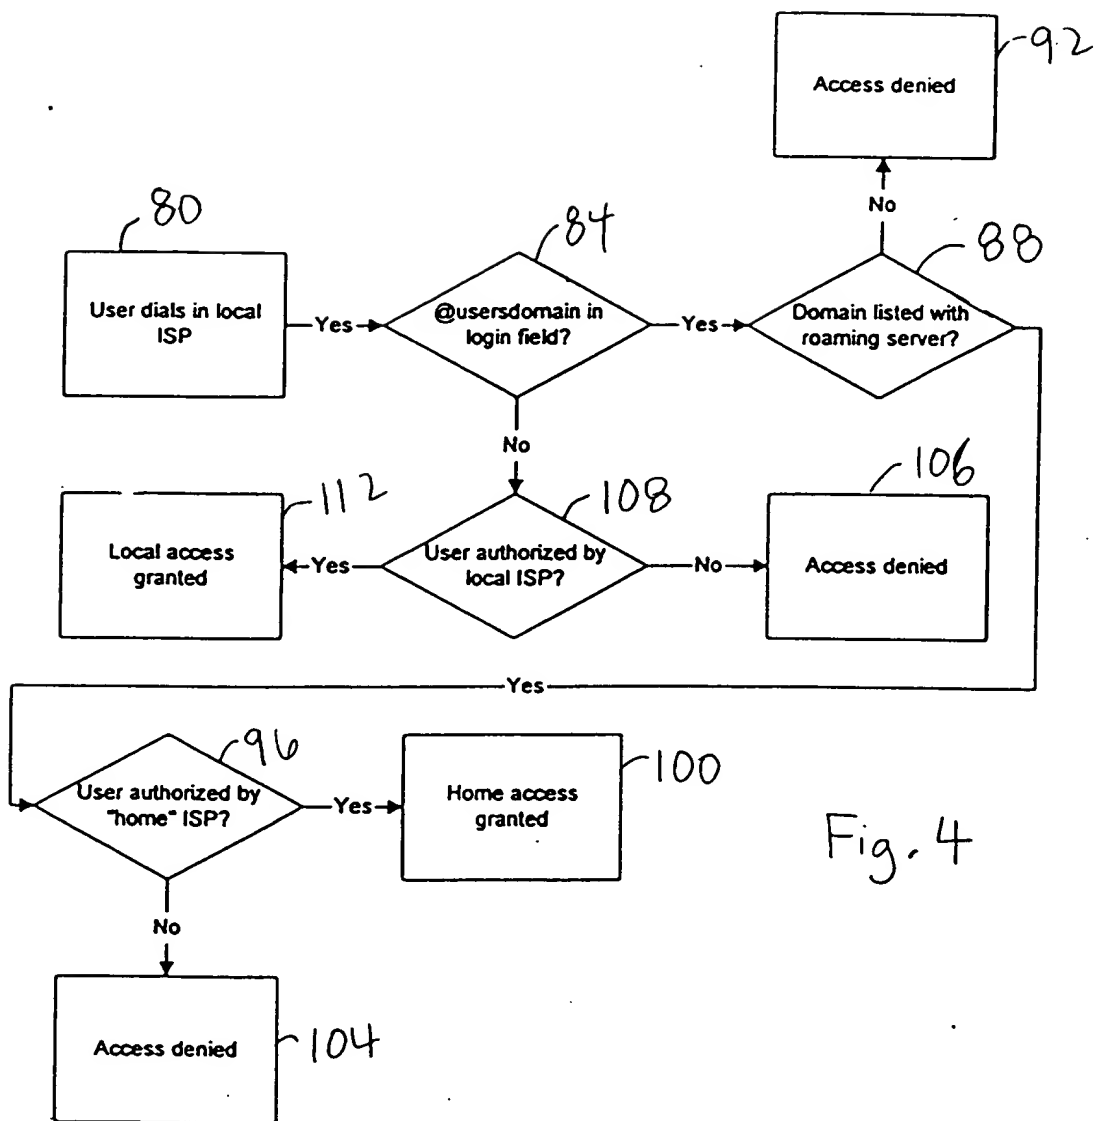 92
Access denied
No
80
84
88
User dials in local
ISP
Yes
@usersdomain in
login field?
Yes
Domain listed with
roaming server?
No
112
108
106
Local access
granted
Yes
User authorized by
local ISP?
No
Access denied
Yes
96
100
User authorized by
"home" ISP?
Yes
Home access
granted
Fig. 4
No
Access denied
104